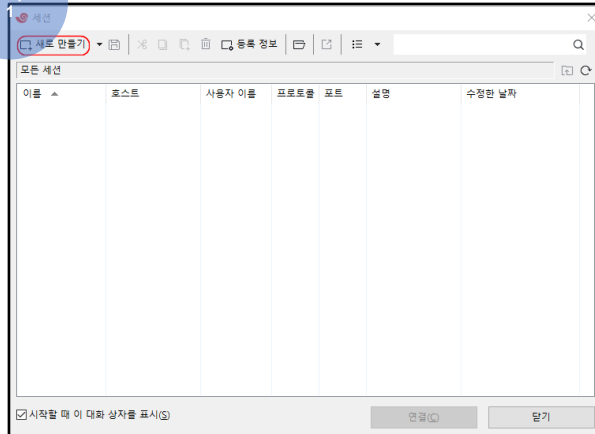 1
세션
새로 만들기 등록 정보
모든 세션
이름 호스트 사용자 이름 프로토콜 포트 설명 수정한 날짜
시작할 때 이 대화 상자를 표시(S) 연결(C) 닫기